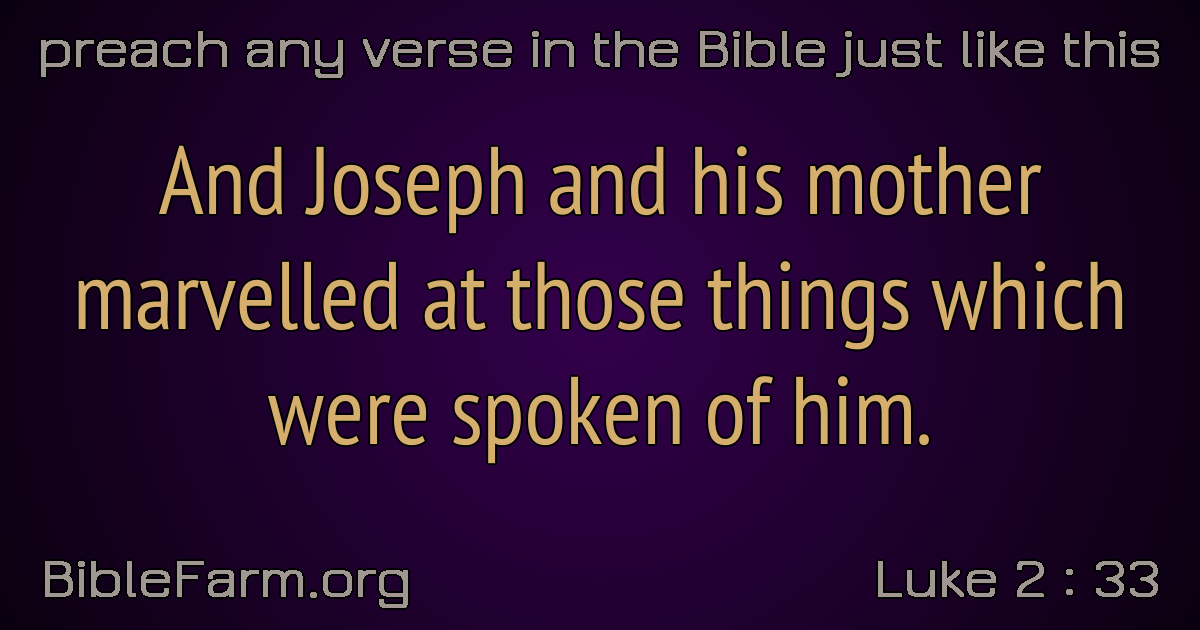 preach any verse in the Bible just like this
And Joseph and his mother
marvelled at those things which
were spoken of him.
BibleFarm.org
Luke 2 : 33